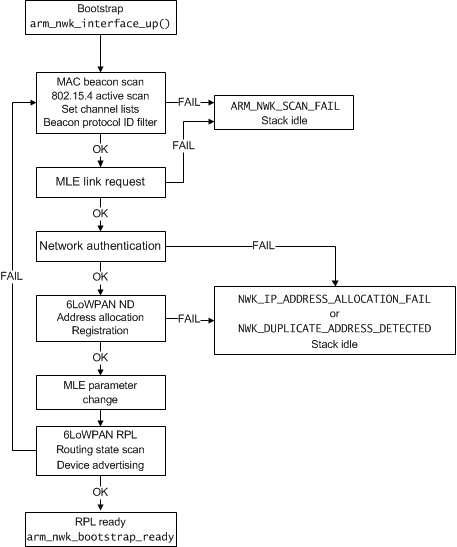 Bootstrap
arm_nwk_interface_up()
MAC beacon scan
802.15.4 active scan
Set channel lists
Beacon protocol ID filter
FAIL
ARM_NWK_SCAN_FAIL
Stack idle
FAIL
OK
MLE link request
OK
Network authentication
FAIL
FAIL
OK
6LoWPAN ND
Address allocation
Registration
FAIL
NWK_IP_ADDRESS_ALLOCATION_FAIL
or
NWK_DUPLICATE_ADDRESS_DETECTED
Stack idle
OK
MLE parameter
change
6LoWPAN RPL
Routing state scan
Device advertising
OK
RPL ready
arm_nwk_bootstrap_ready